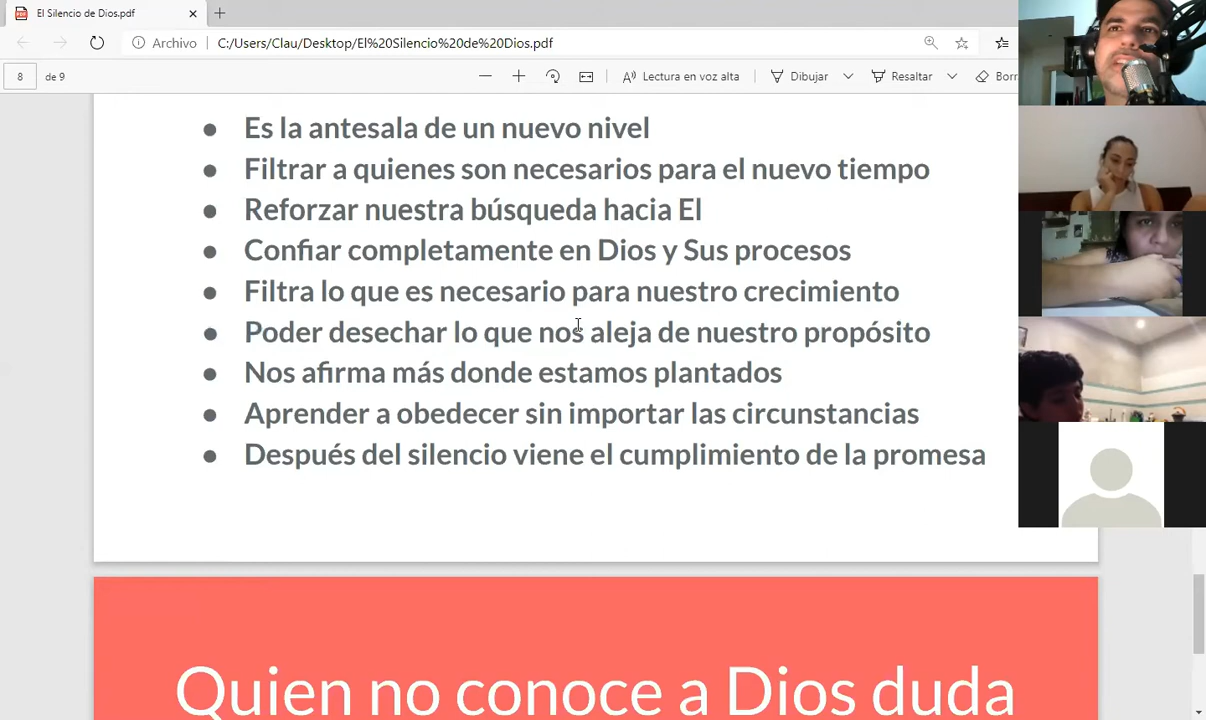 El Silencio de Dios.pdf
Archivo C:/Users/Clau/Desktop/El%20Silencio%20de%20Dios.pdf
8 de 9 Lectura en voz alta Dibujar Resaltar Borr
Es la antesala de un nuevo nivel
Filtrar a quienes son necesarios para el nuevo tiempo
Reforzar nuestra búsqueda hacia El
Confiar completamente en Dios y Sus procesos
Filtra lo que es necesario para nuestro crecimiento
Poder desechar lo que nos aleja de nuestro propósito
Nos afirma más donde estamos plantados
Aprender a obedecer sin importar las circunstancias
Después del silencio viene el cumplimiento de la promesa
Quien no conoce a Dios duda